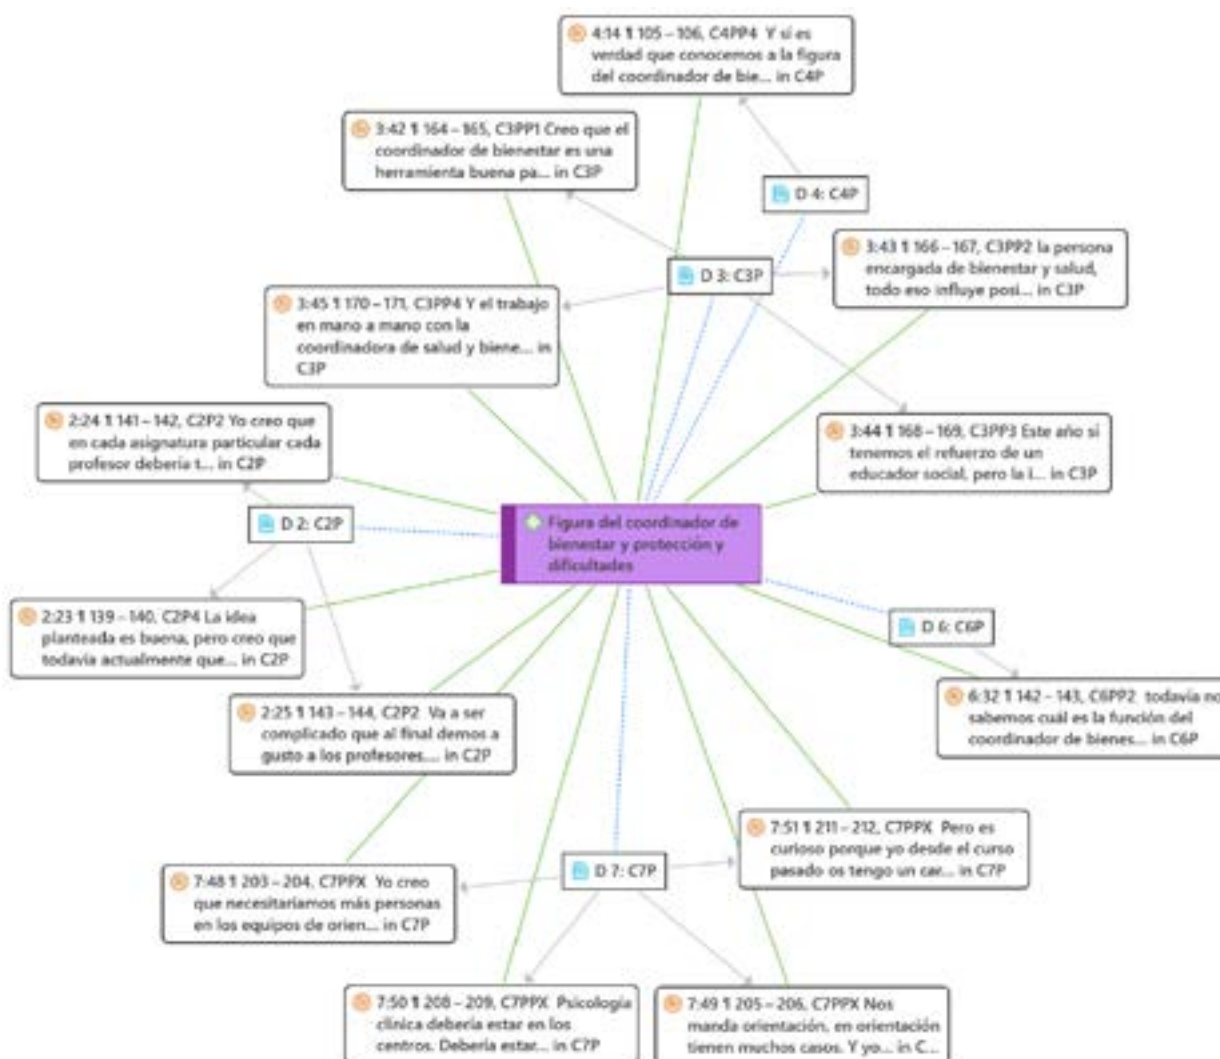 4:14 ¶ 105 – 106, C4PP4 Y si es
verdad que conocemos a la figura
del coordinador de bie... in C4P
3:42 ¶ 164 – 165, C3PP1 Creo que el
coordinador de bienestar es una
herramienta buena pa... in C3P
D 4: C4P
3:43 ¶ 166 – 167, C3PP2 la persona
encargada de bienestar y salud,
todo eso influye posi... in C3P
D 3: C3P
3:45 ¶ 170 – 171, C3PP4 Y el trabajo
en mano a mano con la
coordinadora de salud y biene... in
C3P
2:24 ¶ 141 – 142, C2P2 Yo creo que
en cada asignatura particular cada
profesor debería t... in C2P
3:44 ¶ 168 – 169, C3PP3 Este año si
tenemos el refuerzo de un
educador social, pero la i... in C3P
D 2: C2P
Figura del coordinador de
bienestar y protección y
dificultades
2:23 ¶ 139 – 140, C2P4 La idea
planteada es buena, pero creo que
todavía actualmente que... in C2P
D 6: C6P
2:25 ¶ 143 – 144, C2P2 Va a ser
complicado que al final demos a
gusto a los profesores.... in C2P
6:32 ¶ 142 – 143, C6PP2 todavía no
sabemos cuál es la función del
coordinador de bienes... in C6P
7:51 ¶ 211 – 212, C7PPX Pero es
curioso porque yo desde el curso
pasado os tengo un car... in C7P
D 7: C7P
7:48 ¶ 203 – 204, C7PPX Yo creo
que necesitaríamos más personas
en los equipos de orien... in C7P
7:50 ¶ 208 – 209, C7PPX Psicología
clínica debería estar en los
centros. Debería estar... in C7P
7:49 ¶ 205 – 206, C7PPX Nos
manda orientación, en orientación
tienen muchos casos. Y yo... in C...